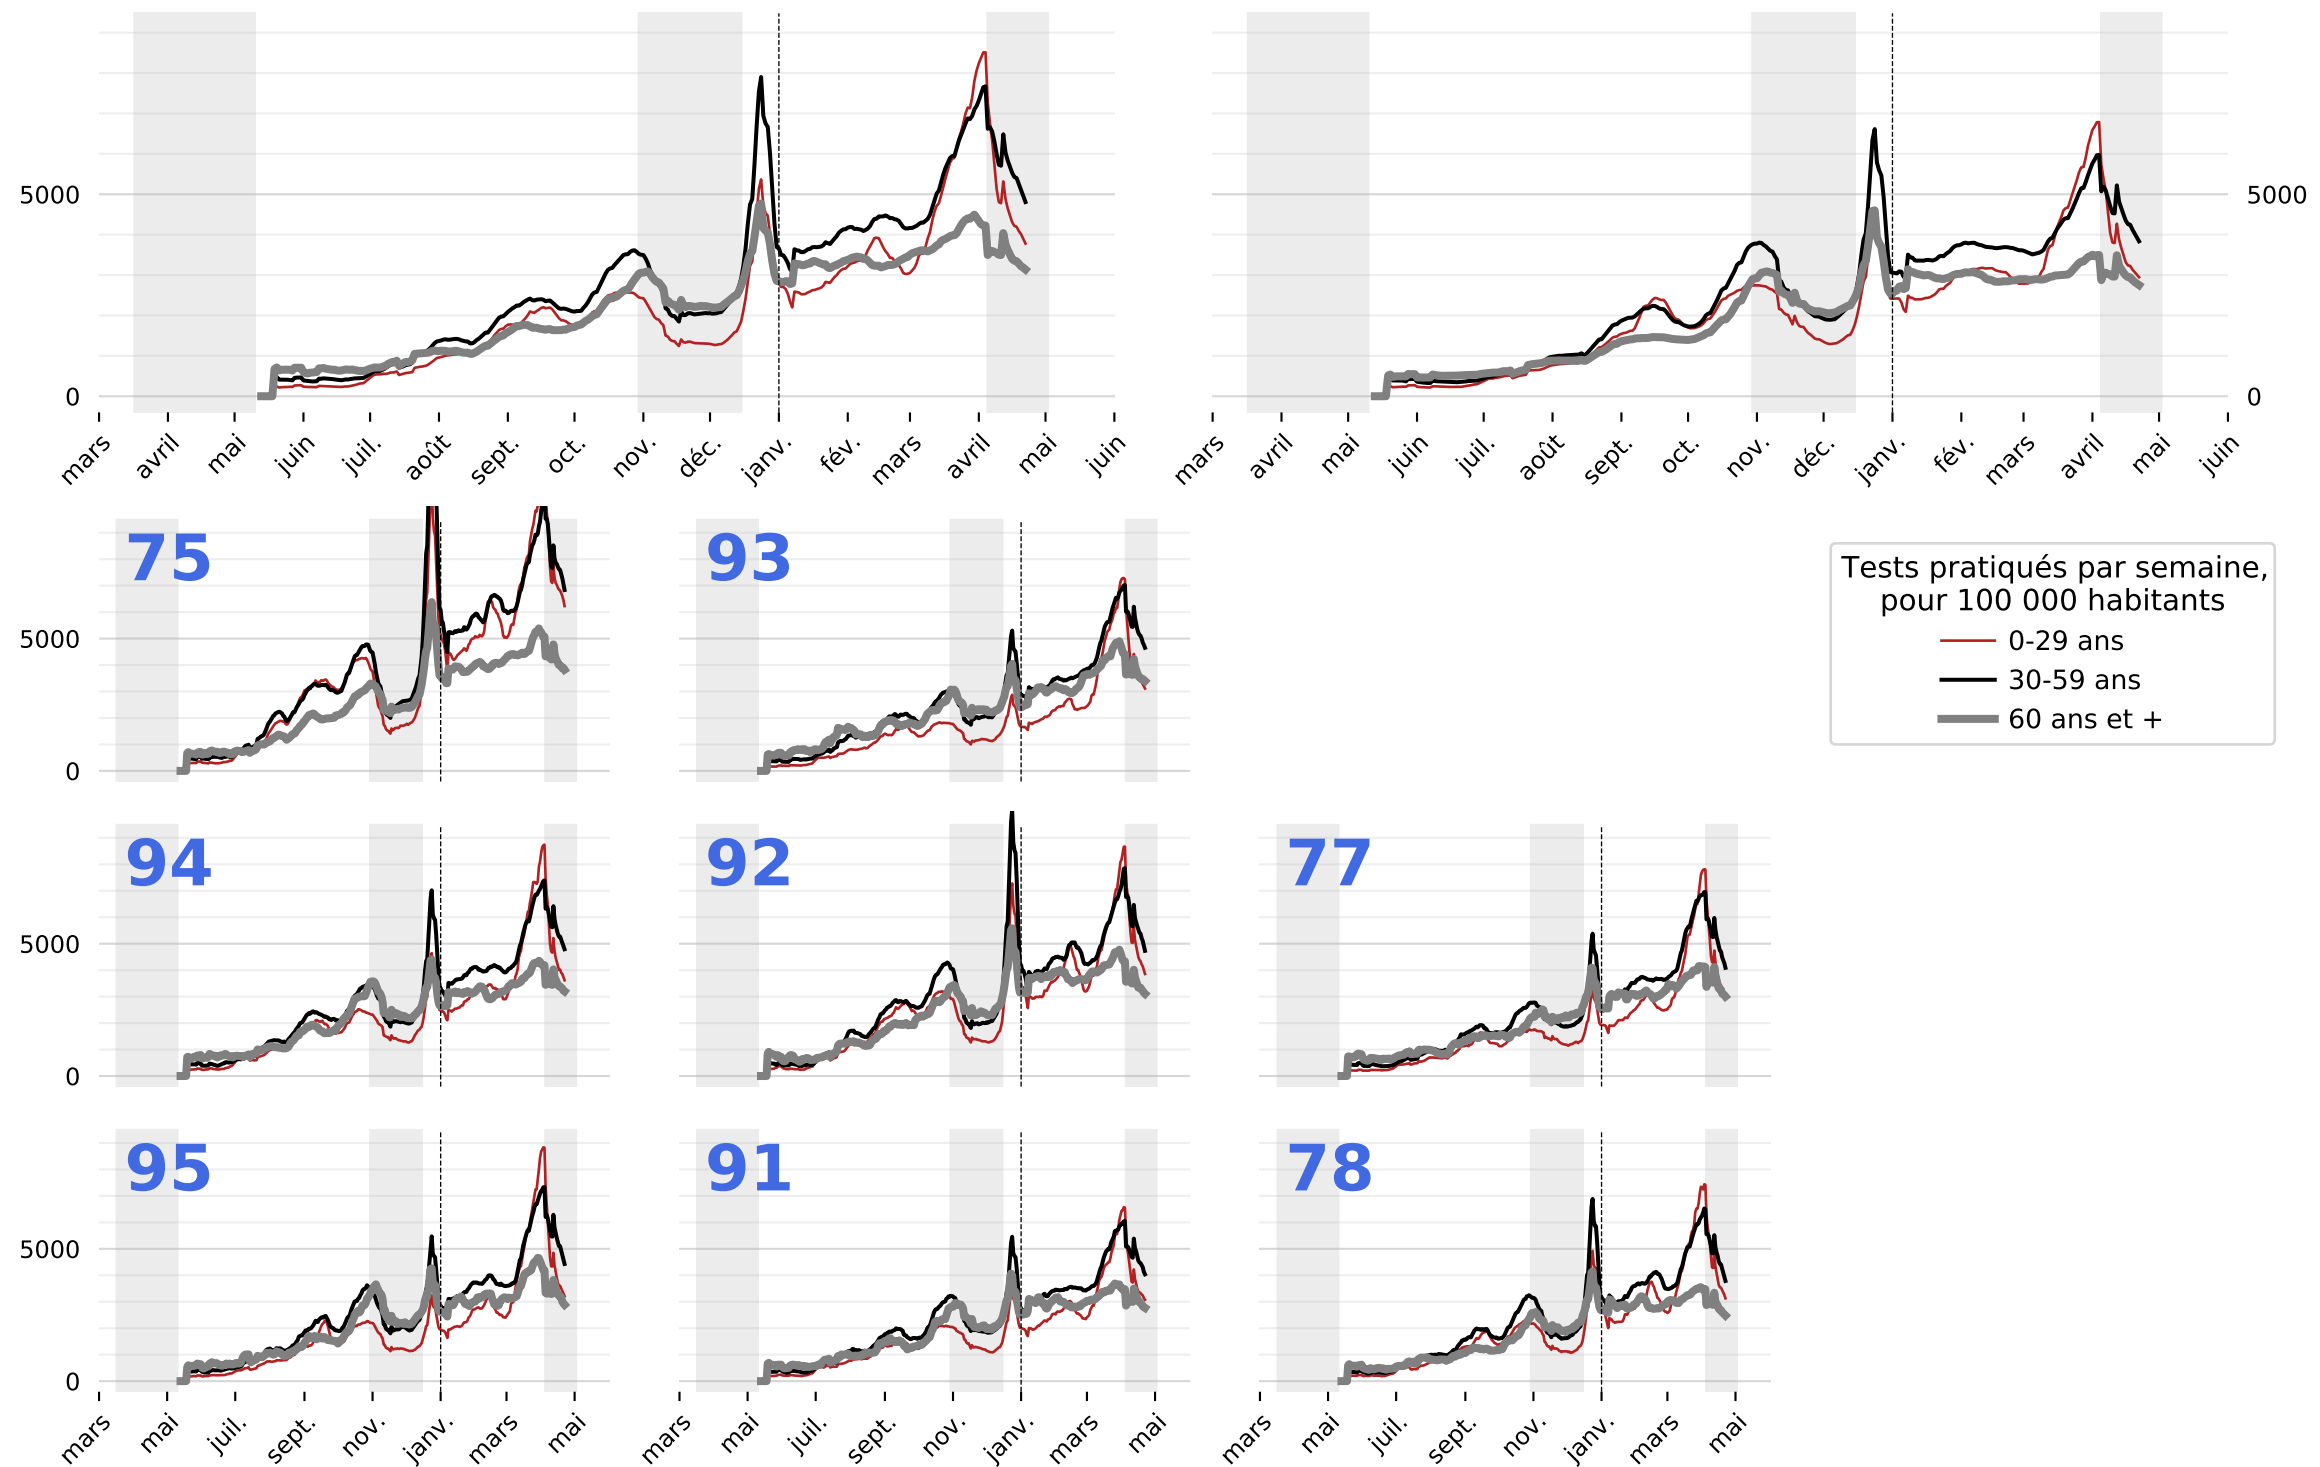 5000
0
5000
0
mars avril mai juin juil. août sept. oct. nov. déc. janv. fév. mars avril mai juin
mars avril mai juin juil. août sept. oct. nov. déc. janv. fév. mars avril mai juin
75
93
5000
0
Tests pratiqués par semaine,
pour 100 000 habitants
0-29 ans
30-59 ans
60 ans et +
94
92
77
5000
0
95
91
78
5000
0
mars mai juil. sept. nov. janv. mars mai
mars mai juil. sept. nov. janv. mars mai
mars mai juil. sept. nov. janv. mars mai